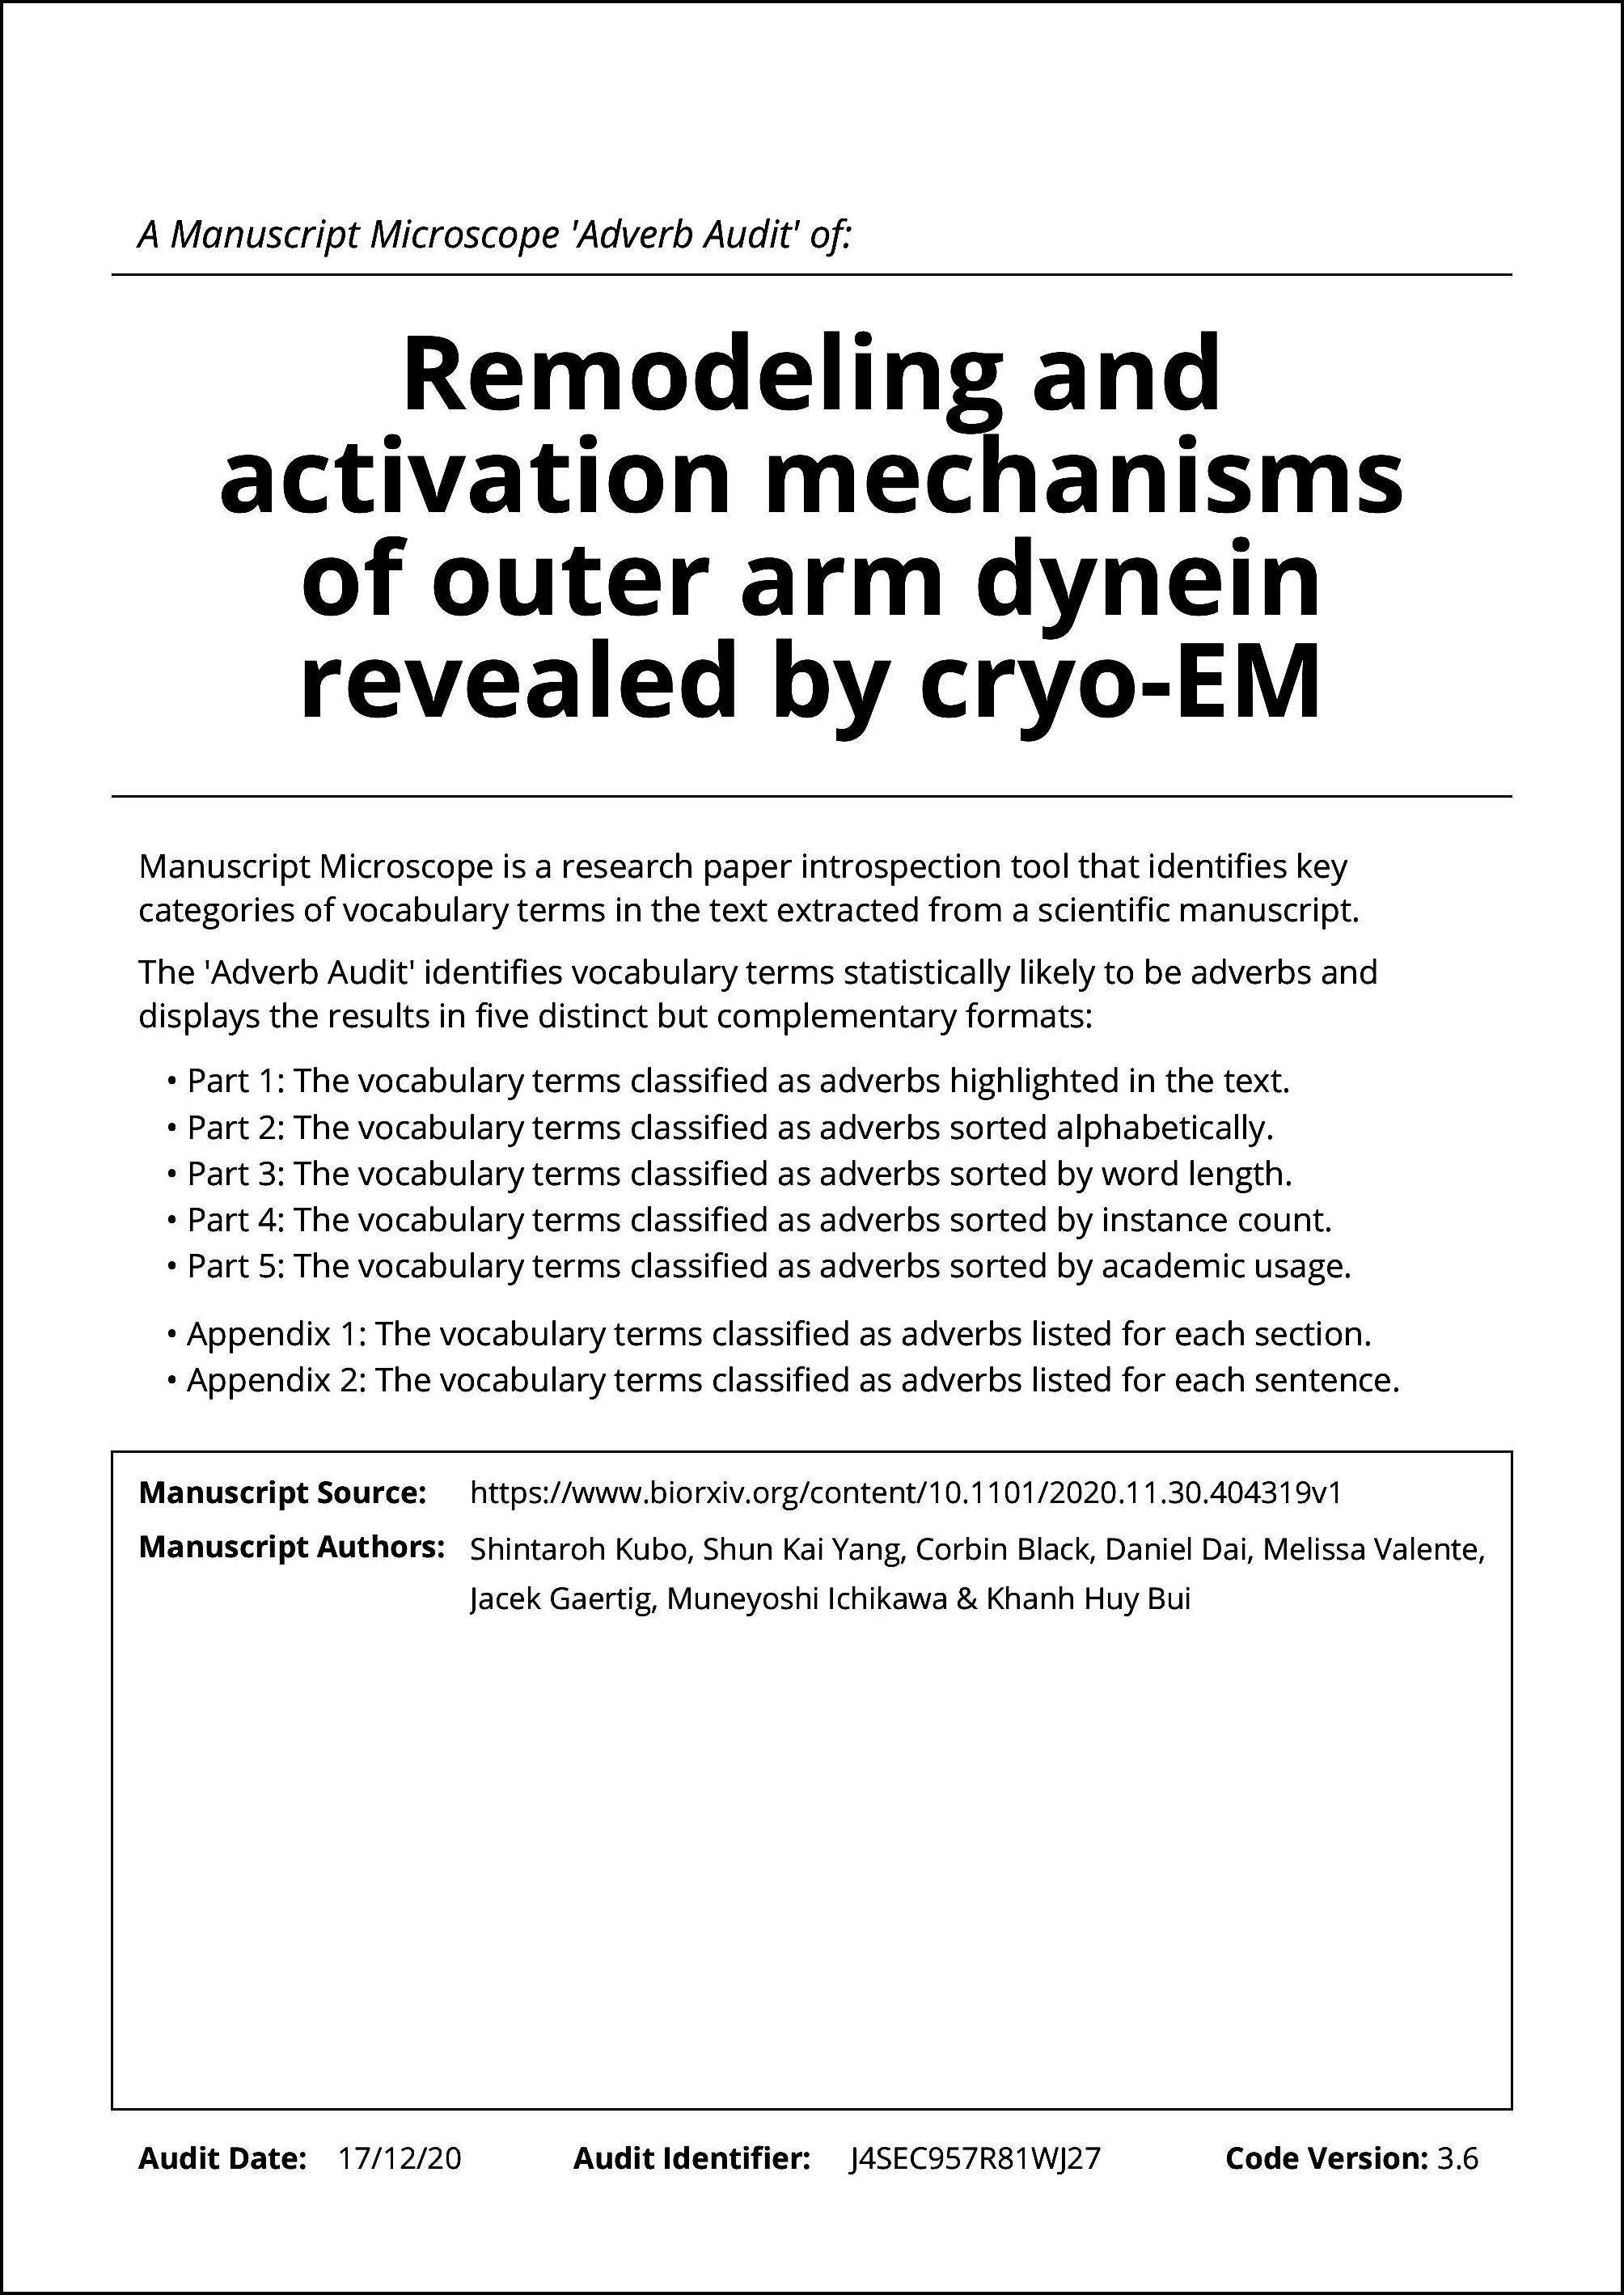 A Manuscript Microscope 'Adverb Audit' of:
Remodeling and
activation mechanisms
of outer arm dynein
revealed by cryo-EM
Manuscript Microscope is a research paper introspection tool that identifies key
categories of vocabulary terms in the text extracted from a scientific manuscript.
The 'Adverb Audit' identifies vocabulary terms statistically likely to be adverbs and
displays the results in five distinct but complementary formats:
• Part 1: The vocabulary terms classified as adverbs highlighted in the text.
• Part 2: The vocabulary terms classified as adverbs sorted alphabetically.
• Part 3: The vocabulary terms classified as adverbs sorted by word length.
• Part 4: The vocabulary terms classified as adverbs sorted by instance count.
• Part 5: The vocabulary terms classified as adverbs sorted by academic usage.
• Appendix 1: The vocabulary terms classified as adverbs listed for each section.
• Appendix 2: The vocabulary terms classified as adverbs listed for each sentence.
Manuscript Source: https://www.biorxiv.org/content/10.1101/2020.11.30.404319v1
Manuscript Authors: Shintaroh Kubo, Shun Kai Yang, Corbin Black, Daniel Dai, Melissa Valente,
Jacek Gaertig, Muneyoshi Ichikawa & Khanh Huy Bui
Audit Date: 17/12/20 Audit Identifier: J4SEC957R81WJ27 Code Version: 3.6